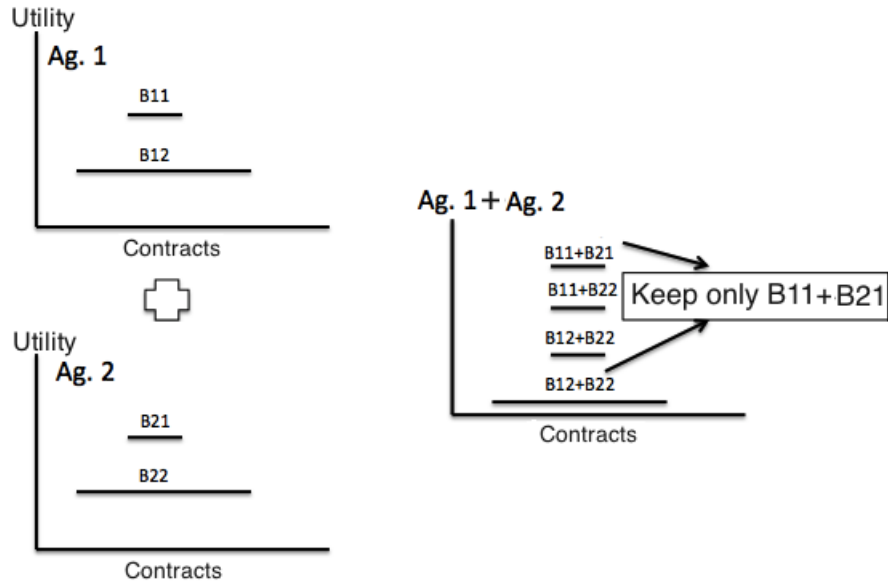 Utility
Ag. 1
B11
B12
Contracts
Utility
Ag. 2
B21
B22
Contracts
Ag. 1+ Ag. 2
B11+B21
B11+B22
B12+B22
B12+B22
Keep only B11+B21
Contracts